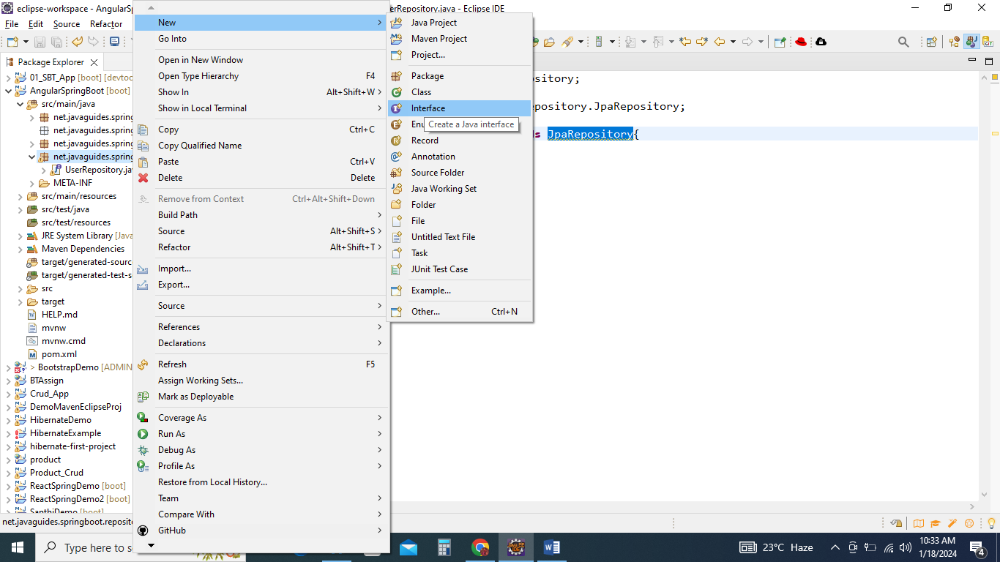 eclipse-workspace - AngularSp
serRepository.java - Eclipse IDE
File Edit Source Refactor
Package Explorer
01_SBT_App [boot] [devtoo
AngularSpringBoot [boot]
src/main/java
net.javaguides.spring
net.javaguides.spring
net.javaguides.spring
net.javaguides.spring
UserRepository.jav
META-INF
src/main/resources
src/test/java
src/test/resources
JRE System Library [Java
Maven Dependencies
target/generated-sourc
target/generated-test-s
src
target
HELP.md
mvnw
mvnw.cmd
pom.xml
> BootstrapDemo [ADMIN
BTAssign
Crud_App
DemoMavenEclipseProj
HibernateDemo
HibernateExample
hibernate-first-project
product
Product_Crud
ReactSpringDemo [boot]
ReactSpringDemo2 [boot]
SanthiDemo [boot]
net.javaguides.springboot.reposito
New
Go Into
Open in New Window
Open Type Hierarchy F4
Show In Alt+Shift+W
Show in Local Terminal
Copy Ctrl+C
Copy Qualified Name
Paste Ctrl+V
Delete Delete
Remove from Context Ctrl+Alt+Shift+Down
Build Path
Source Alt+Shift+S
Refactor Alt+Shift+T
Import...
Export...
Source
References
Declarations
Refresh F5
Assign Working Sets...
Mark as Deployable
Coverage As
Run As
Debug As
Profile As
Restore from Local History...
Team
Compare With
GitHub
Java Project
Maven Project
Project...
Package
Class
Interface
Enu
Create a Java interface
Record
Annotation
Source Folder
Java Working Set
Folder
File
Untitled Text File
Task
JUnit Test Case
Example...
Other... Ctrl+N
pository;
epository.JpaRepository;
ds JpaRepository{
Type here to s
23°C Haze
10:33 AM
1/18/2024
4